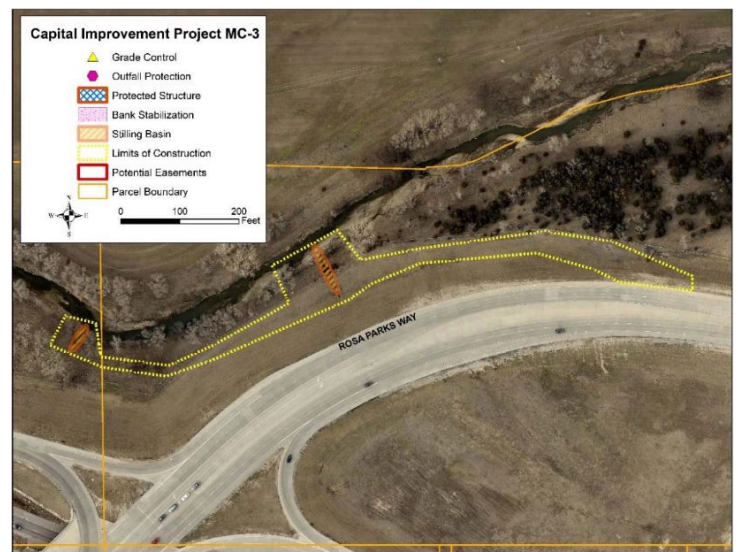 Capital Improvement Project MC-3
Grade Control
Outfall Protection
Protected Structure
Bank Stabilization
Stilling Basin
Limits of Construction
Potential Easements
Parcel Boundary
N
W E
S
0 100 200
Feet
ROSA PARKS WAY